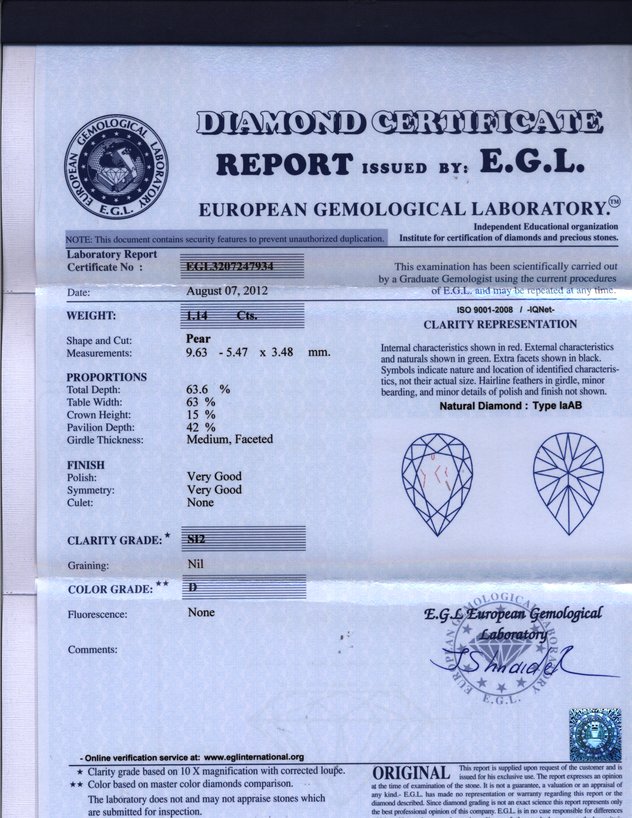 DIAMOND CERTIFICATE
REPORT ISSUED BY: E.G.L.
EUROPEAN GEMOLOGICAL LABORATORY.™
EUROPEAN GEMOLOGICAL LABORATORY
E.G.L.
Independent Educational organization
NOTE: This document contains security features to prevent unauthorized duplication.
Institute for certification of diamonds and precious stones.
Laboratory Report
Certificate No : EGL3207247934
Date: August 07, 2012
WEIGHT: 1.14 Cts.
Shape and Cut: Pear
Measurements: 9.63 - 5.47 x 3.48 mm.
PROPORTIONS
Total Depth: 63.6 %
Table Width: 63 %
Crown Height: 15 %
Pavilion Depth: 42 %
Girdle Thickness: Medium, Faceted
FINISH
Polish: Very Good
Symmetry: Very Good
Culet: None
CLARITY GRADE: ★ SI2
Graining: Nil
COLOR GRADE: ★★ D
Fluorescence: None
Comments:
This examination has been scientifically carried out
by a Graduate Gemologist using the current procedures
of E.G.L. and may be repeated at any time.
ISO 9001-2008 / -IQNet-
CLARITY REPRESENTATION
Internal characteristics shown in red. External characteristics
and naturals shown in green. Extra facets shown in black.
Symbols indicate nature and location of identified characteris-
tics, not their actual size. Hairline feathers in girdle, minor
bearding, and minor details of polish and finish not shown.
Natural Diamond : Type IaAB
E.G.L European Gemological
Laboratory
EUROPEAN GEMOLOGICAL LABORATORY
E.G.L.
- Online verification service at: www.eglinternational.org
★ Clarity grade based on 10 X magnification with corrected loupe.
★★ Color based on master color diamonds comparison.
The laboratory does not and may not appraise stones which
are submitted for inspection.
ORIGINAL This report is supplied upon request of the customer and is
issued for his exclusive use. The report expresses an opinion
at the time of examination of the stone. It is not a guarantee, a valuation or an appraisal of
any kind.- E.G.L. has made no representation or warranty regarding this report or the
diamond described. Since diamond grading is not an exact science this report represents only
the best professional opinion of this company. E.G.L. is in no case responsible for differences